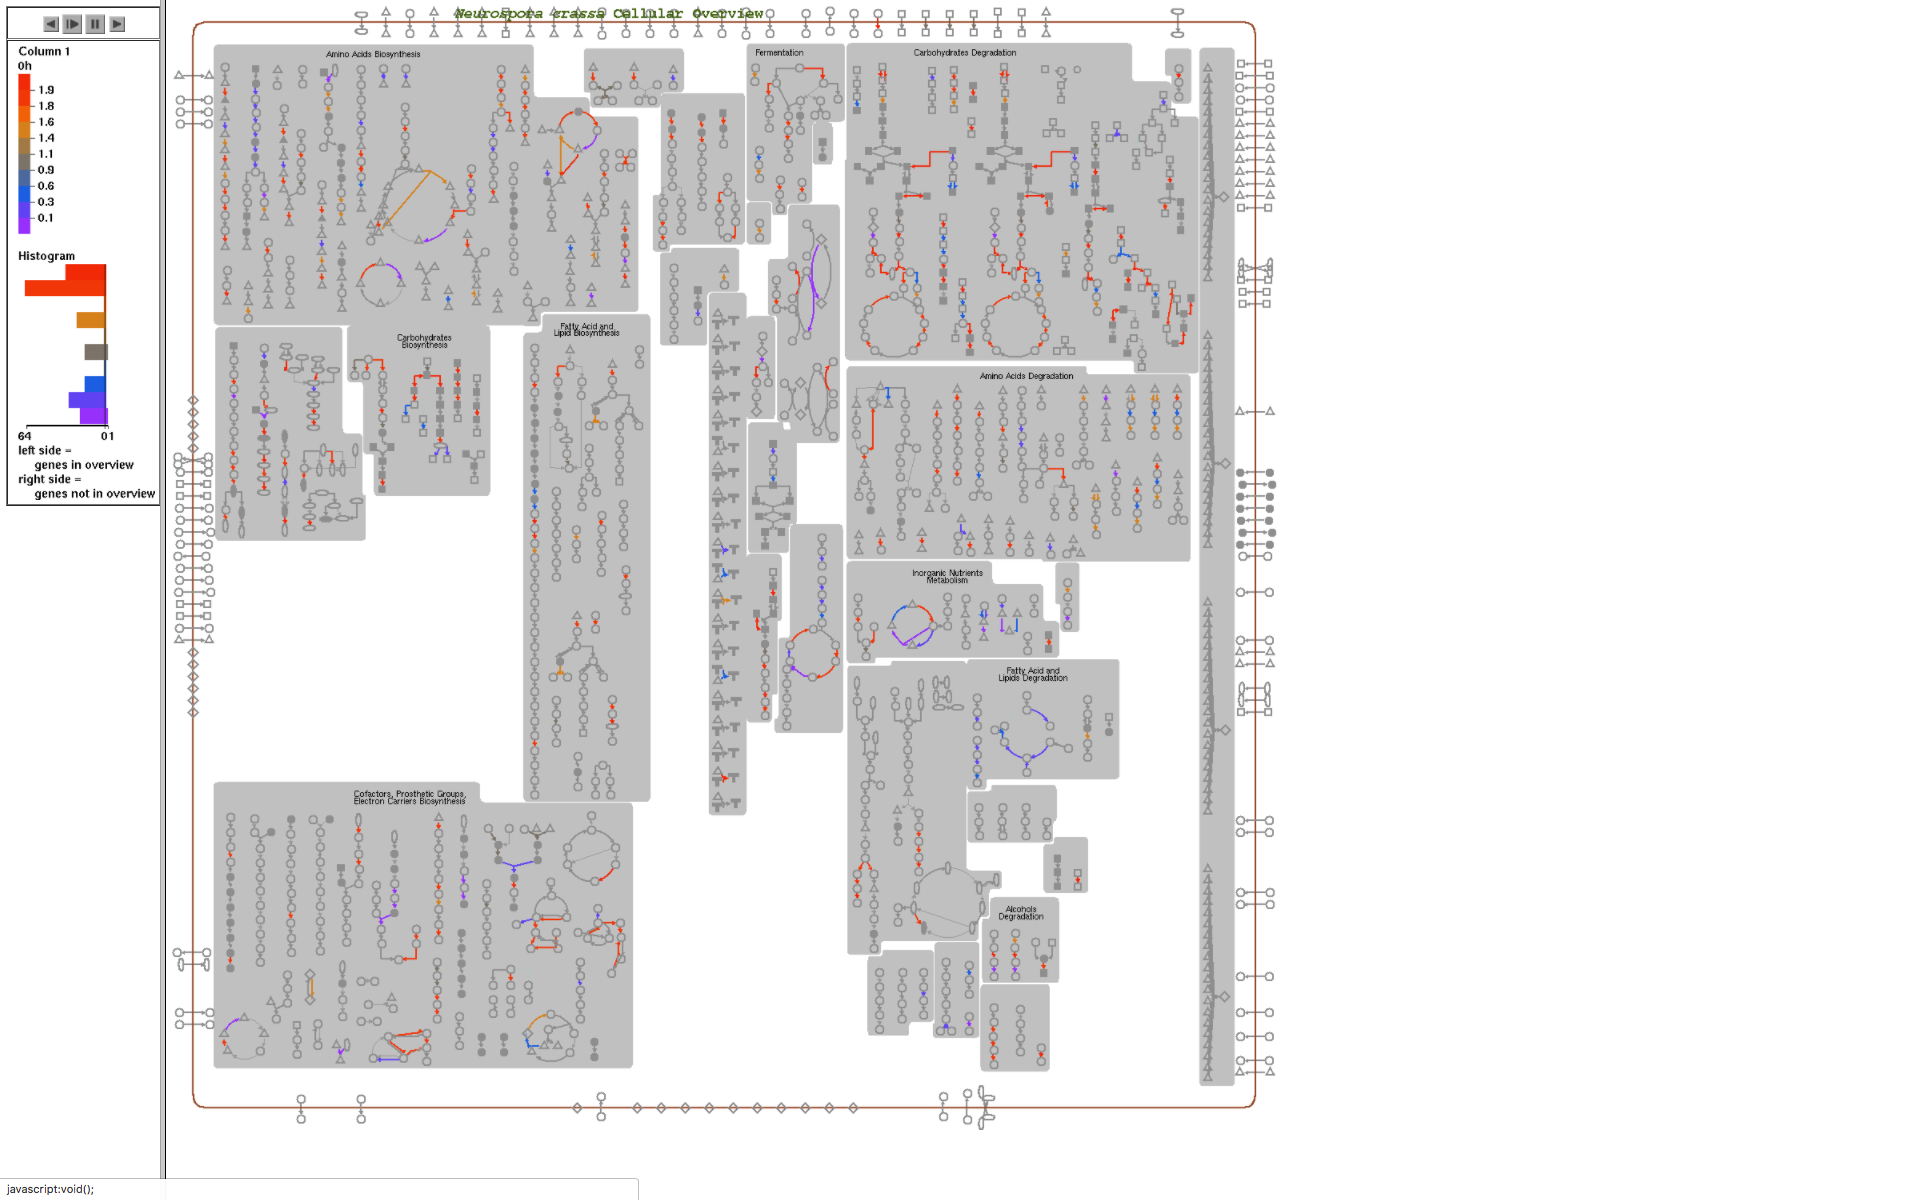 Neurospora crassa Cellular Overview
Column 1
0h
1.9
1.8
1.6
1.4
1.1
0.9
0.6
0.3
0.1
Histogram
64
0 1
left side =
genes in overview
right side =
genes not in overview
Amino Acids Biosynthesis
Fermentation
Carbohydrates Degradation
Carbohydrates
Biosynthesis
Fatty Acid and
Lipid Biosynthesis
Amino Acids Degradation
Inorganic Nutrients
Metabolism
Fatty Acid and
Lipids Degradation
Cofactors, Prosthetic Groups,
Electron Carriers Biosynthesis
Alcohols
Degradation
javascript:void();